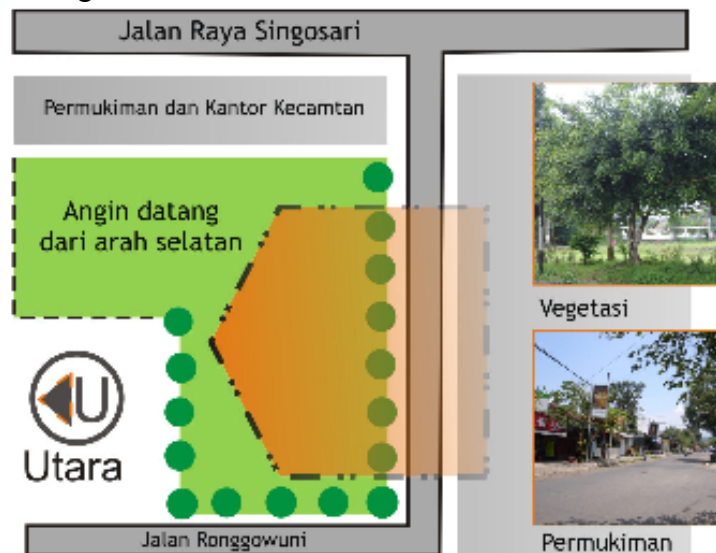 Jalan Raya Singosari
Permukiman dan Kantor Kecamtan
Angin datang
dari arah selatan
Vegetasi
U
Utara
Jalan Ronggowuni
Permukiman